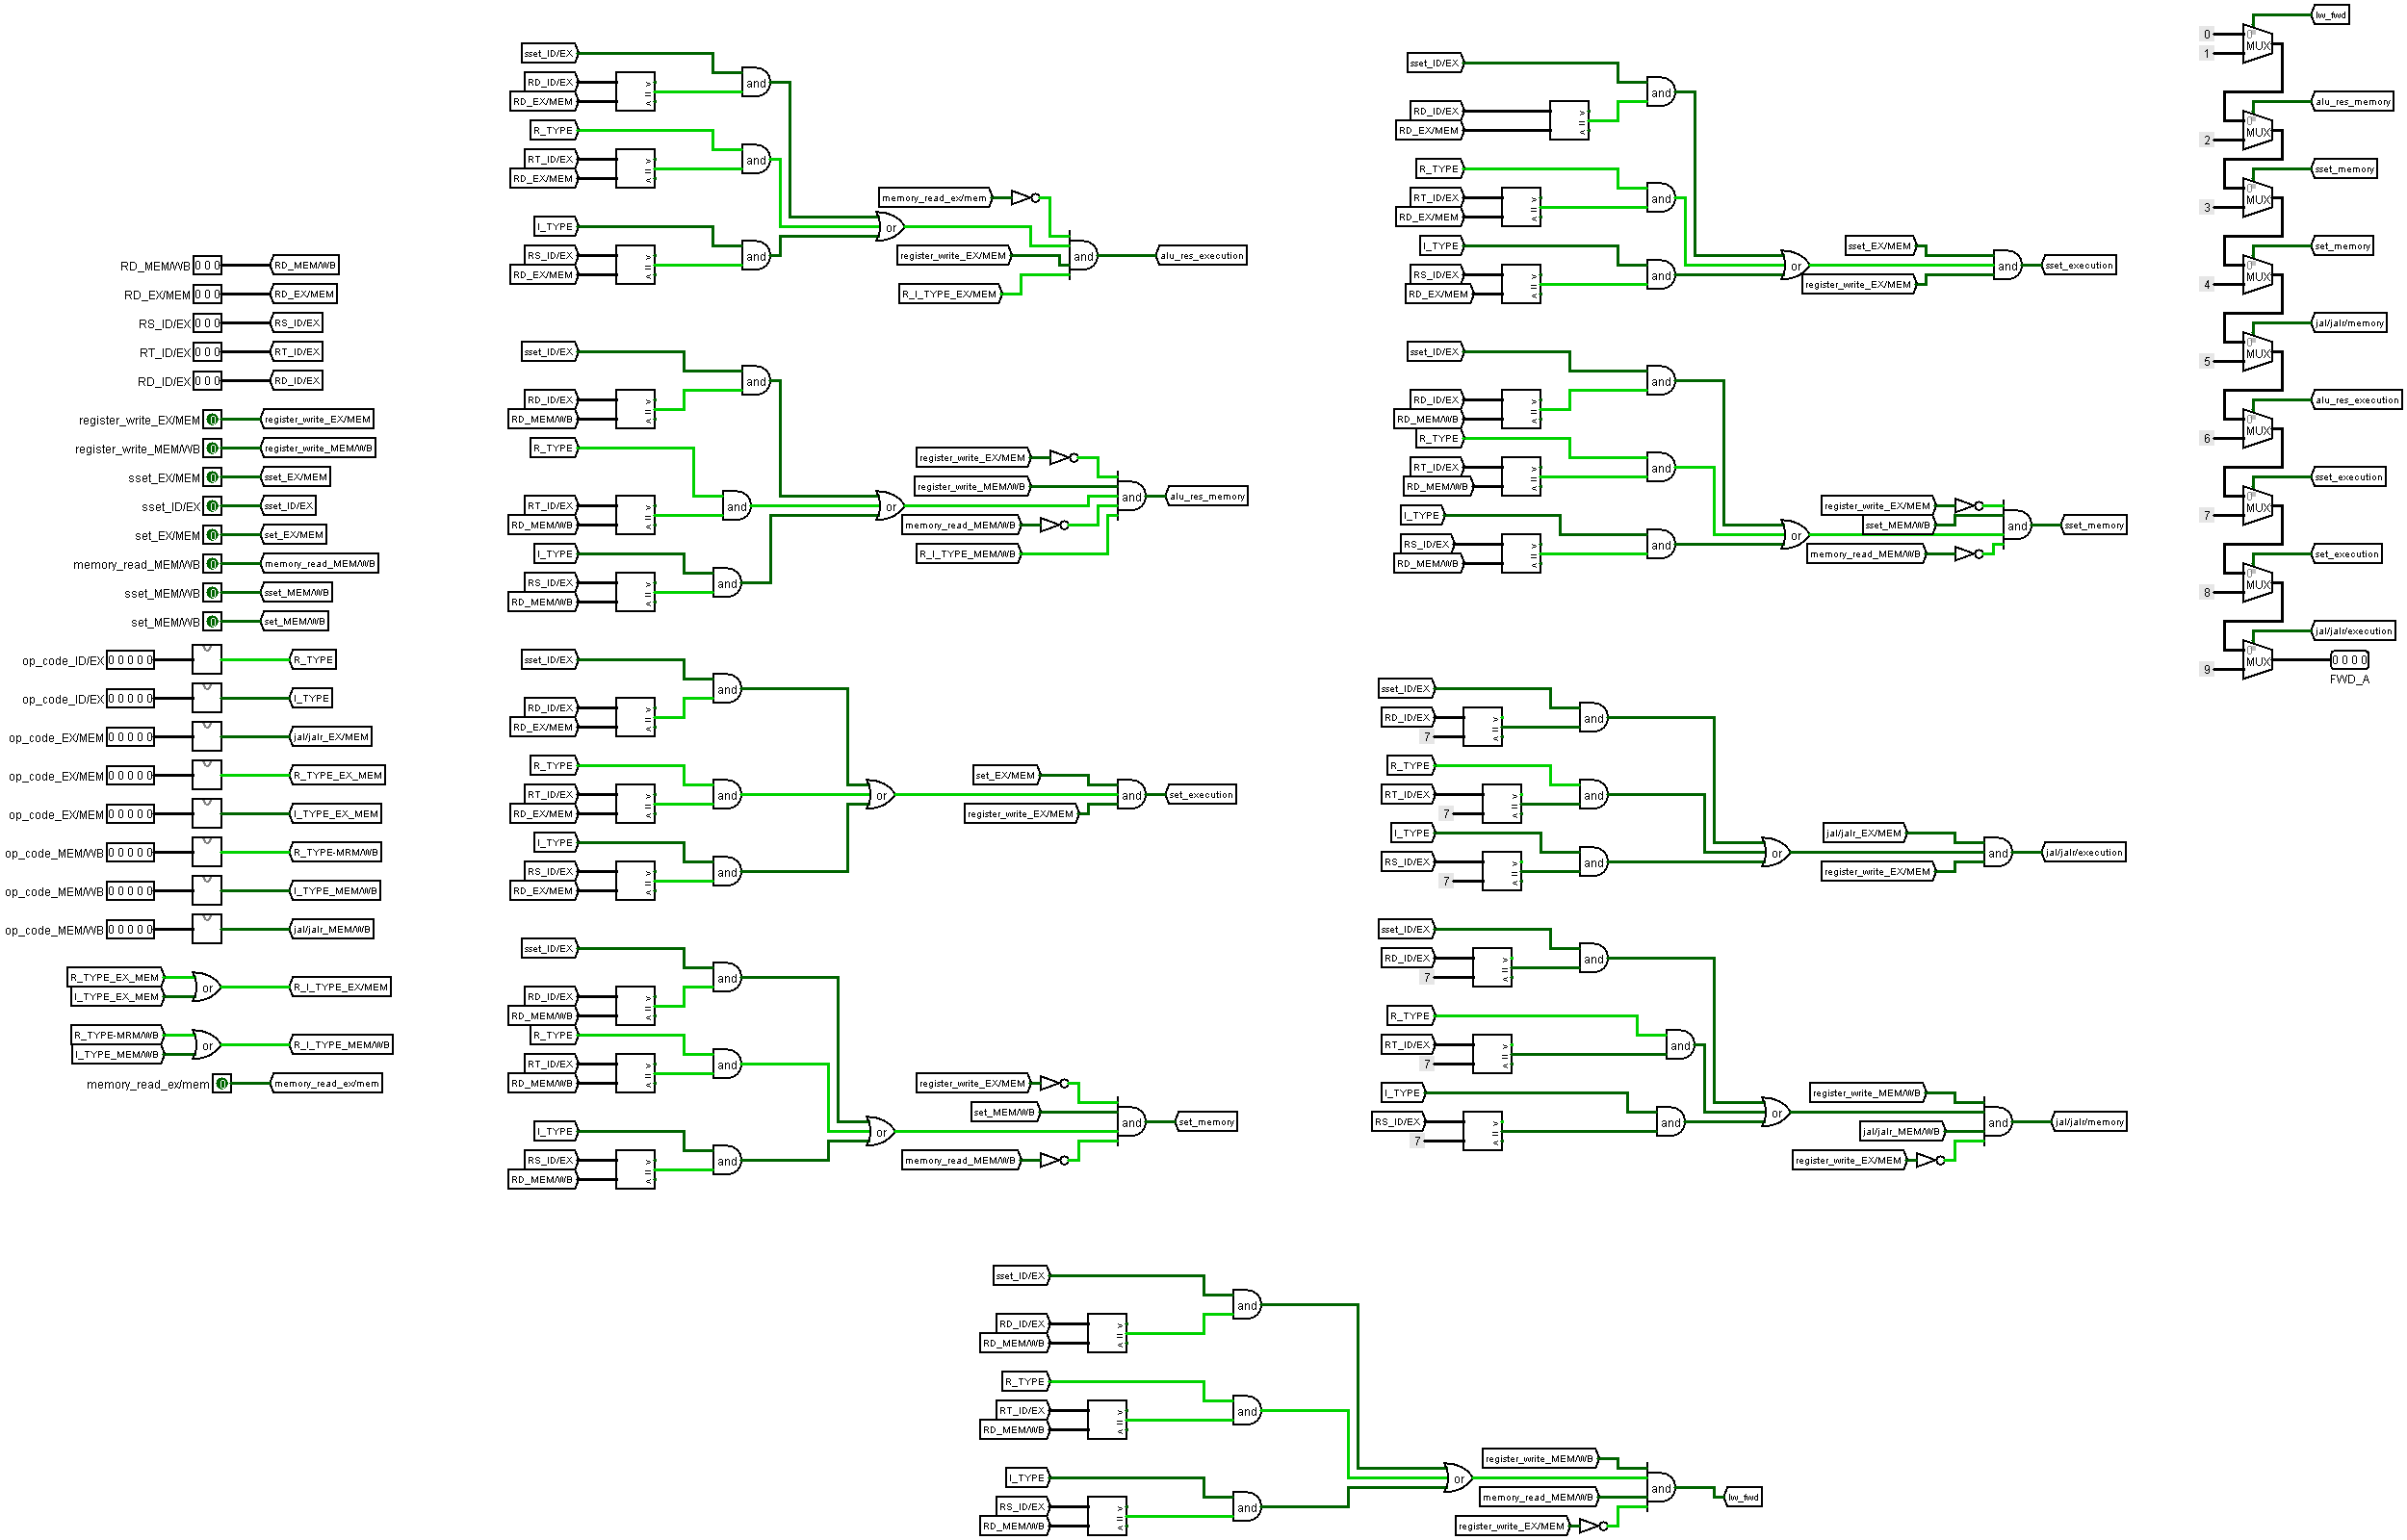 RD_MEM/WB 0 0 0 RD_MEM/WB
RD_EX/MEM 0 0 0 RD_EX/MEM
RS_ID/EX 0 0 0 RS_ID/EX
RT_ID/EX 0 0 0 RT_ID/EX
RD_ID/EX 0 0 0 RD_ID/EX
register_write_EX/MEM 0 register_write_EX/MEM
register_write_MEM/WB 0 register_write_MEM/WB
sset_EX/MEM 0 sset_EX/MEM
sset_ID/EX 0 sset_ID/EX
set_EX/MEM 0 set_EX/MEM
memory_read_MEM/WB 0 memory_read_MEM/WB
sset_MEM/WB 0 sset_MEM/WB
set_MEM/WB 0 set_MEM/WB
op_code_ID/EX 0 0 0 0 0 R_TYPE
op_code_ID/EX 0 0 0 0 0 I_TYPE
op_code_EX/MEM 0 0 0 0 0 jal/jalr_EX/MEM
op_code_EX/MEM 0 0 0 0 0 R_TYPE_EX_MEM
op_code_EX/MEM 0 0 0 0 0 I_TYPE_EX_MEM
op_code_MEM/WB 0 0 0 0 0 R_TYPE-MRM/WB
op_code_MEM/WB 0 0 0 0 0 I_TYPE_MEM/WB
op_code_MEM/WB 0 0 0 0 0 jal/jalr_MEM/WB
R_TYPE_EX_MEM
I_TYPE_EX_MEM
or
R_I_TYPE_EX/MEM
R_TYPE-MRM/WB
I_TYPE_MEM/WB
or
R_I_TYPE_MEM/WB
memory_read_ex/mem 0 memory_read_ex/mem
sset_ID/EX
RD_ID/EX
RD_EX/MEM
> = <
and
R_TYPE
RT_ID/EX
RD_EX/MEM
> = <
and
I_TYPE
RS_ID/EX
RD_EX/MEM
> = <
and
or
memory_read_ex/mem
register_write_EX/MEM
R_I_TYPE_EX/MEM
and
alu_res_execution
sset_ID/EX
RD_ID/EX
RD_MEM/WB
> = <
and
R_TYPE
RT_ID/EX
RD_MEM/WB
> = <
and
I_TYPE
RS_ID/EX
RD_MEM/WB
> = <
and
or
register_write_EX/MEM
register_write_MEM/WB
memory_read_MEM/WB
R_I_TYPE_MEM/WB
and
alu_res_memory
sset_ID/EX
RD_ID/EX
RD_EX/MEM
> = <
and
R_TYPE
RT_ID/EX
RD_EX/MEM
> = <
and
I_TYPE
RS_ID/EX
RD_EX/MEM
> = <
and
or
set_EX/MEM
register_write_EX/MEM
and
set_execution
sset_ID/EX
RD_ID/EX
RD_MEM/WB
> = <
and
R_TYPE
RT_ID/EX
RD_MEM/WB
> = <
and
I_TYPE
RS_ID/EX
RD_MEM/WB
> = <
and
or
register_write_EX/MEM
set_MEM/WB
memory_read_MEM/WB
and
set_memory
sset_ID/EX
RD_ID/EX
RD_MEM/WB
> = <
and
R_TYPE
RT_ID/EX
RD_MEM/WB
> = <
and
I_TYPE
RS_ID/EX
RD_MEM/WB
> = <
and
or
register_write_MEM/WB
memory_read_MEM/WB
register_write_EX/MEM
and
lw_fwd
sset_ID/EX
RD_ID/EX
RD_EX/MEM
> = <
and
R_TYPE
RT_ID/EX
RD_EX/MEM
> = <
and
I_TYPE
RS_ID/EX
RD_EX/MEM
> = <
and
or
sset_EX/MEM
register_write_EX/MEM
and
sset_execution
sset_ID/EX
RD_ID/EX
RD_MEM/WB
> = <
and
R_TYPE
RT_ID/EX
RD_MEM/WB
> = <
and
I_TYPE
RS_ID/EX
RD_MEM/WB
> = <
and
or
register_write_EX/MEM
sset_MEM/WB
memory_read_MEM/WB
and
sset_memory
sset_ID/EX
RD_ID/EX
7
> = <
and
R_TYPE
RT_ID/EX
7
> = <
and
I_TYPE
RS_ID/EX
7
> = <
and
or
jal/jalr_EX/MEM
register_write_EX/MEM
and
jal/jalr/execution
sset_ID/EX
RD_ID/EX
7
> = <
and
R_TYPE
RT_ID/EX
7
> = <
and
I_TYPE
RS_ID/EX
7
> = <
and
or
register_write_MEM/WB
jal/jalr_MEM/WB
register_write_EX/MEM
and
jal/jalr/memory
lw_fwd
0
1
0 MUX
alu_res_memory
2
0 MUX
sset_memory
3
0 MUX
set_memory
4
0 MUX
jal/jalr/memory
5
0 MUX
alu_res_execution
6
0 MUX
sset_execution
7
0 MUX
set_execution
8
0 MUX
jal/jalr/execution
9
0 MUX
0 0 0 0
FWD_A